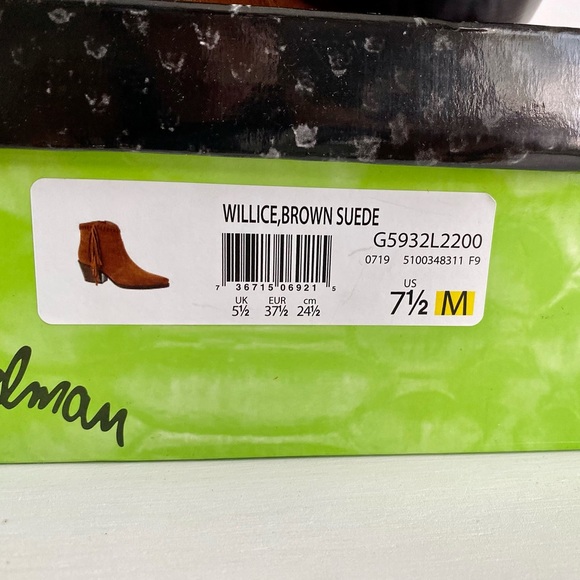 WILLICE,BROWN SUEDE
G5932L2200
0719 5100348311 F9
7 36715 06921 5
UK EUR cm
5½ 37½ 24½
US
7½ M